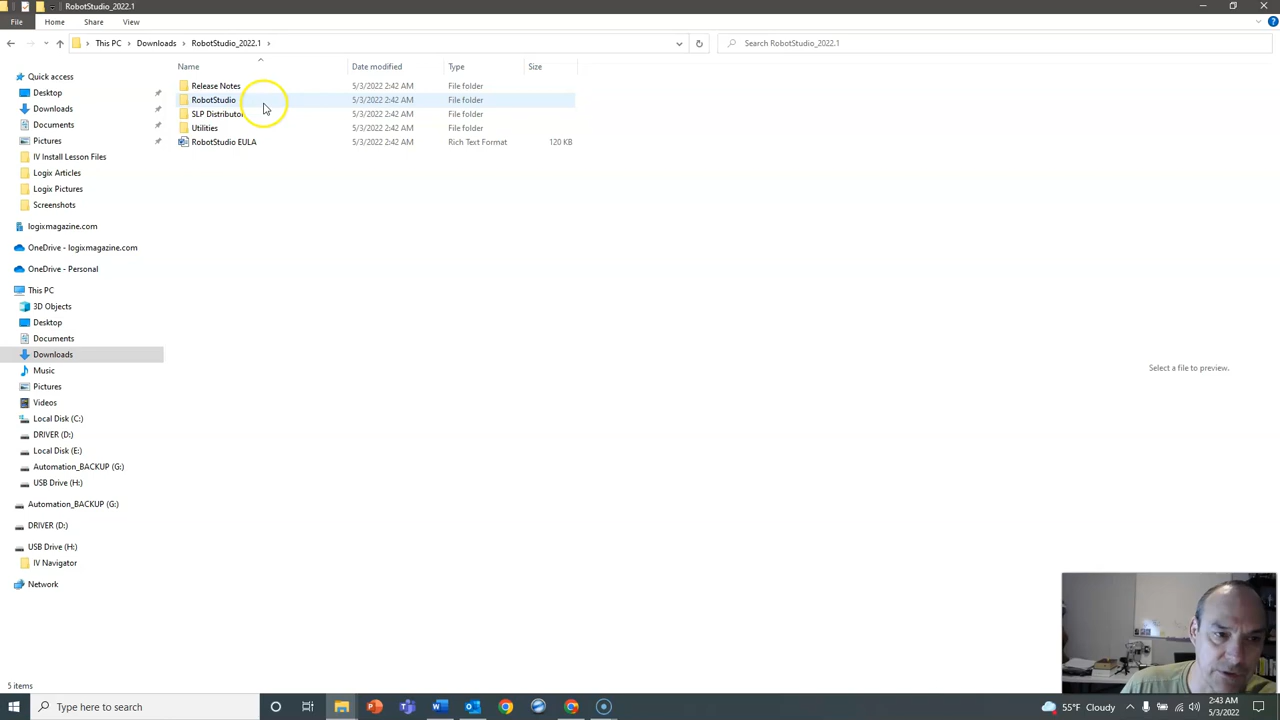 RobotStudio_2022.1
File Home Share View
This PC > Downloads > RobotStudio_2022.1 >
Search RobotStudio_2022.1
Name Date modified Type Size
Quick access
Desktop
Downloads
Documents
Pictures
IV Install Lesson Files
Logix Articles
Logix Pictures
Screenshots
logixmagazine.com
OneDrive - logixmagazine.com
OneDrive - Personal
This PC
3D Objects
Desktop
Documents
Downloads
Music
Pictures
Videos
Local Disk (C:)
DRIVER (D:)
Local Disk (E:)
Automation_BACKUP (G:)
USB Drive (H:)
Automation_BACKUP (G:)
DRIVER (D:)
USB Drive (H:)
IV Navigator
Network
Release Notes 5/3/2022 2:42 AM File folder
RobotStudio 5/3/2022 2:42 AM File folder
SLP Distributor 5/3/2022 2:42 AM File folder
Utilities 5/3/2022 2:42 AM File folder
RobotStudio EULA 5/3/2022 2:42 AM Rich Text Format 120 KB
Select a file to preview.
5 items
Type here to search
55°F Cloudy
2:43 AM
5/3/2022